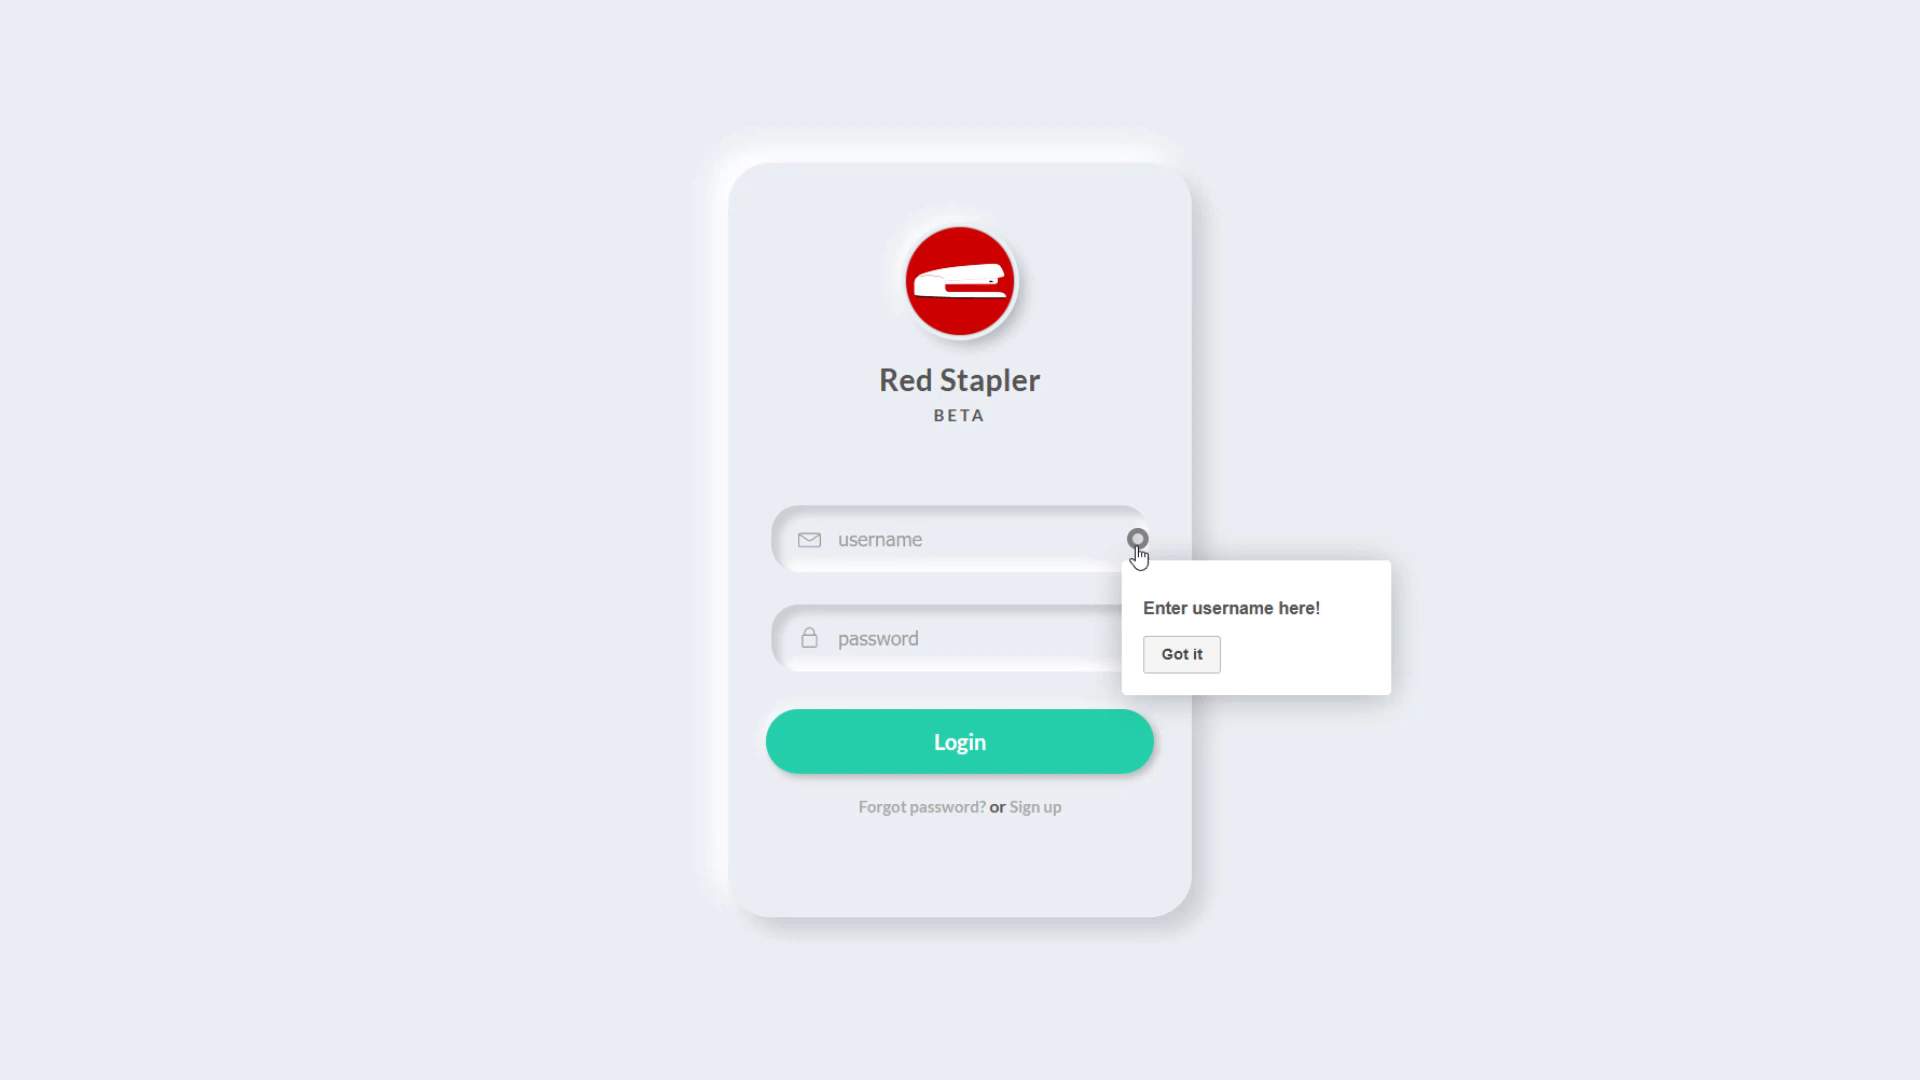 Red Stapler
BETA
username
Enter username here!
password
Got it
Login
Forgot password? or Sign up